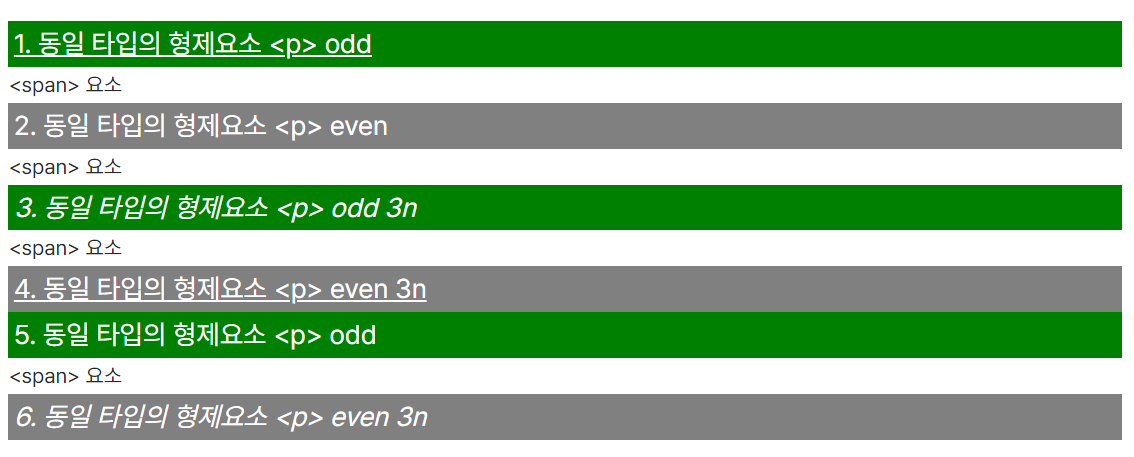 1. 동일 타입의 형제요소 <p> odd
<span> 요소
2. 동일 타입의 형제요소 <p> even
<span> 요소
3. 동일 타입의 형제요소 <p> odd 3n
<span> 요소
4. 동일 타입의 형제요소 <p> even 3n
5. 동일 타입의 형제요소 <p> odd
<span> 요소
6. 동일 타입의 형제요소 <p> even 3n